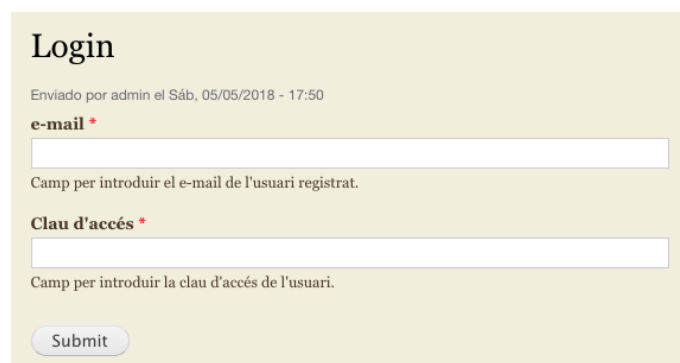 Login
Enviado por admin el Sáb, 05/05/2018 - 17:50
e-mail *
Camp per introduir el e-mail de l'usuari registrat.
Clau d'accés *
Camp per introduir la clau d'accés de l'usuari.
Submit